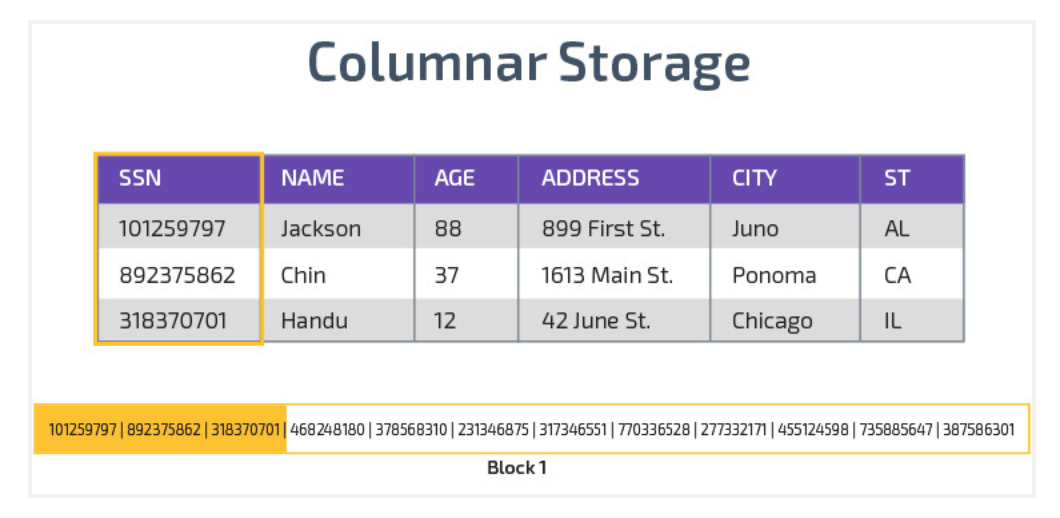 Columnar Storage
SSN NAME AGE ADDRESS CITY ST
101259797 Jackson 88 899 First St. Juno AL
892375862 Chin 37 1613 Main St. Ponoma CA
318370701 Handu 12 42 June St. Chicago IL
101259797 | 892375862 | 318370701 | 468248180 | 378568310 | 231346875 | 317346551 | 770336528 | 277332171 | 455124598 | 735885647 | 387586301
Block 1